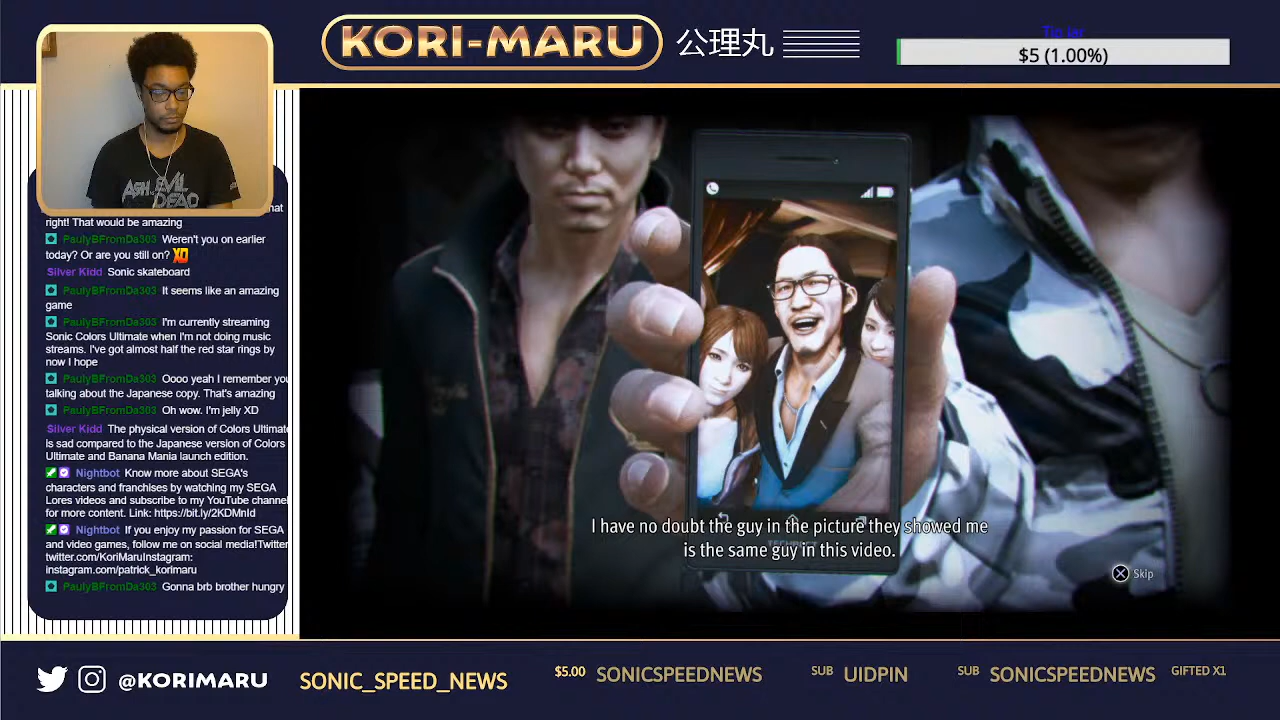 KORI-MARU 公理丸
Tip jar
$5 (1.00%)
ASH EVIL
DEAD
hat
right! That would be amazing
PaulyBFromDa303 Weren't you on earlier
today? Or are you still on? XD
Silver Kidd Sonic skateboard
PaulyBFromDa303 It seems like an amazing
game
PaulyBFromDa303 I'm currently streaming
Sonic Colors Ultimate when I'm not doing music
streams. I've got almost half the red star rings by
now I hope
PaulyBFromDa303 Oooo yeah I remember you
talking about the Japanese copy. That's amazing
PaulyBFromDa303 Oh wow. I'm jelly XD
Silver Kidd The physical version of Colors Ultimate
is sad compared to the Japanese version of Colors
Ultimate and Banana Mania launch edition.
Nightbot Know more about SEGA's
characters and franchises by watching my SEGA
Lores videos and subscribe to my YouTube channel
for more content. Link: https://bit.ly/2KDMnId
Nightbot If you enjoy my passion for SEGA
and video games, follow me on social media!Twitter
twitter.com/KoriMaruInstagram:
instagram.com/patrick_korimaru
PaulyBFromDa303 Gonna brb brother hungry
I have no doubt the guy in the picture they showed me
is the same guy in this video.
Skip
@KORIMARU
SONIC_SPEED_NEWS
$5.00 SONICSPEEDNEWS
SUB UIDPIN
SUB SONICSPEEDNEWS GIFTED X1